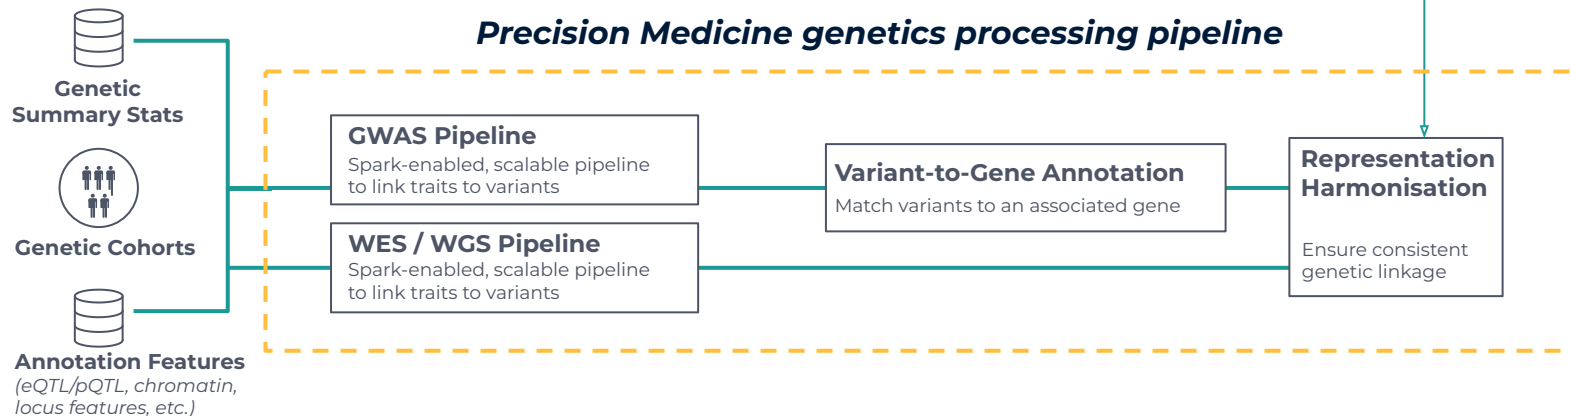 Precision Medicine genetics processing pipeline
Genetic
Summary Stats
Genetic Cohorts
Annotation Features
(eQTL/pQTL, chromatin,
locus features, etc.)
GWAS Pipeline
Spark-enabled, scalable pipeline
to link traits to variants
WES / WGS Pipeline
Spark-enabled, scalable pipeline
to link traits to variants
Variant-to-Gene Annotation
Match variants to an associated gene
Representation
Harmonisation
Ensure consistent
genetic linkage